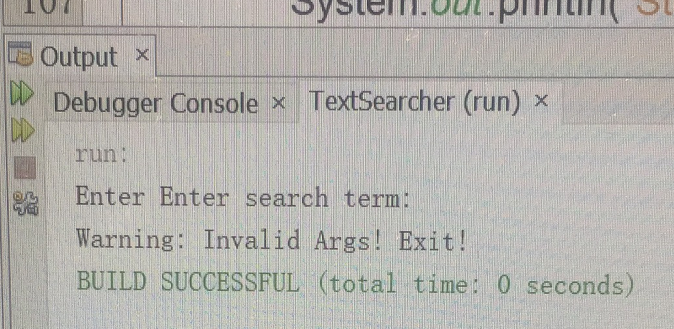 107 System.out.println(
Output ×
Debugger Console × TextSearcher (run) ×
run:
Enter Enter search term:
Warning: Invalid Args! Exit!
BUILD SUCCESSFUL (total time: 0 seconds)